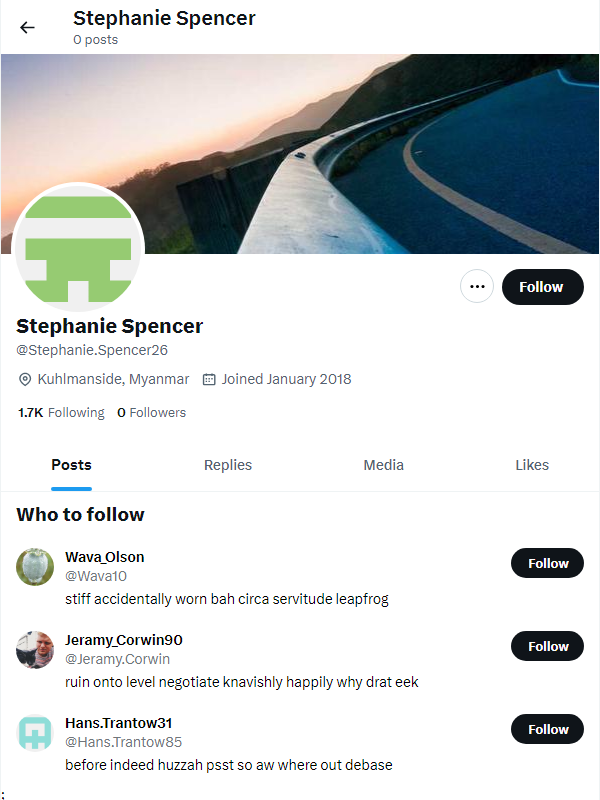 Stephanie Spencer
0 posts
Follow
Stephanie Spencer
@Stephanie.Spencer26
Kuhlmanside, Myanmar Joined January 2018
1.7K Following 0 Followers
Posts Replies Media Likes
Who to follow
Wava_Olson
@Wava10
Follow
stiff accidentally worn bah circa servitude leapfrog
Jeramy_Corwin90
@Jeramy.Corwin
Follow
ruin onto level negotiate knavishly happily why drat eek
Hans.Trantow31
@Hans.Trantow85
Follow
before indeed huzzah psst so aw where out debase
;